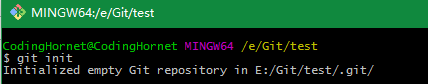 MINGW64:/e/Git/test
CodingHornet@CodingHornet MINGW64 /e/Git/test
$ git init
Initialized empty Git repository in E:/Git/test/.git/